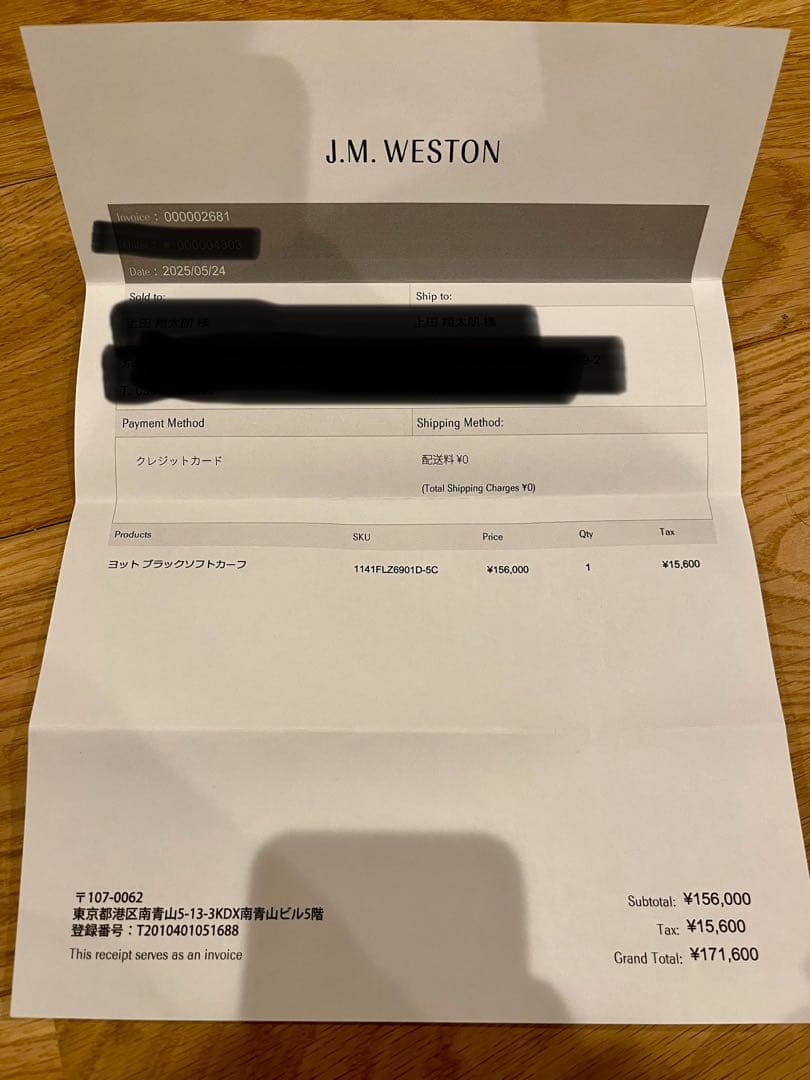 J.M. WESTON
Invoice : 000002681
Date : 2025/05/24
Sold to:
Ship to:
Payment Method
Shipping Method:
クレジットカード
配送料 ¥0
(Total Shipping Charges ¥0)
Products SKU Price Qty Tax
ヨット ブラックソフトカーフ 1141FLZ6901D-5C ¥156,000 1 ¥15,600
〒107-0062
東京都港区南青山5-13-3KDX南青山ビル5階
登録番号：T2010401051688
This receipt serves as an invoice
Subtotal: ¥156,000
Tax: ¥15,600
Grand Total: ¥171,600